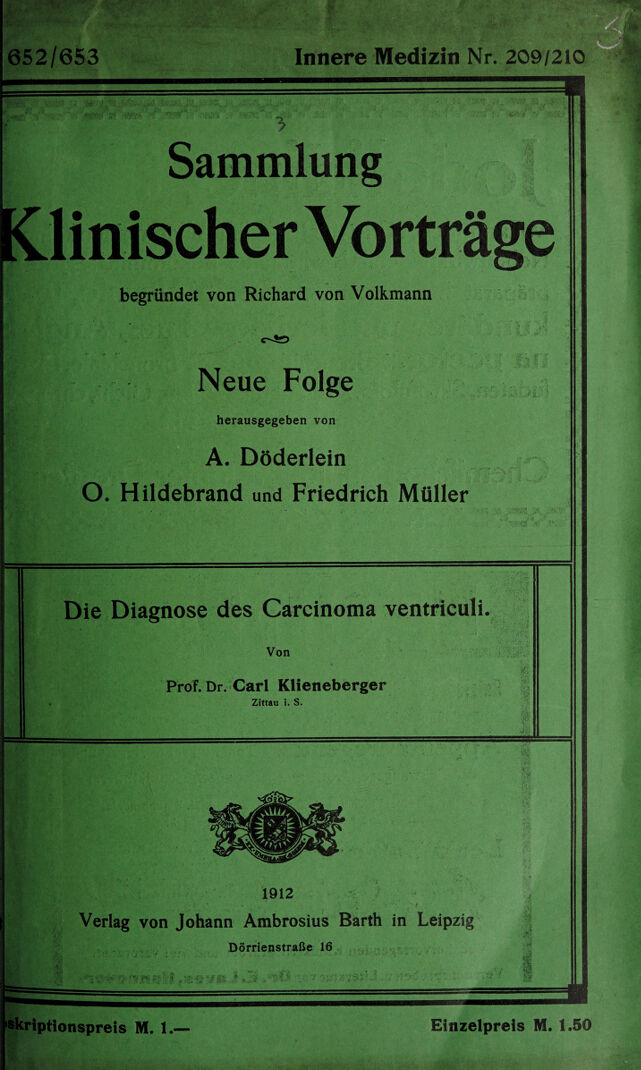 652/653 Innere Medizin Nr. 209/210
3
Sammlung
Klinischer Vorträge
begründet von Richard von Volkmann
Neue Folge
herausgegeben von
A. Döderlein
O. Hildebrand und Friedrich Müller
Die Diagnose des Carcinoma ventriculi.
Von
Prof. Dr. Carl Klieneberger
Zittau i. S.
1912
Verlag von Johann Ambrosius Barth in Leipzig
Dörrienstraße 16
skriptionspreis M. 1.— Einzelpreis M. 1.50